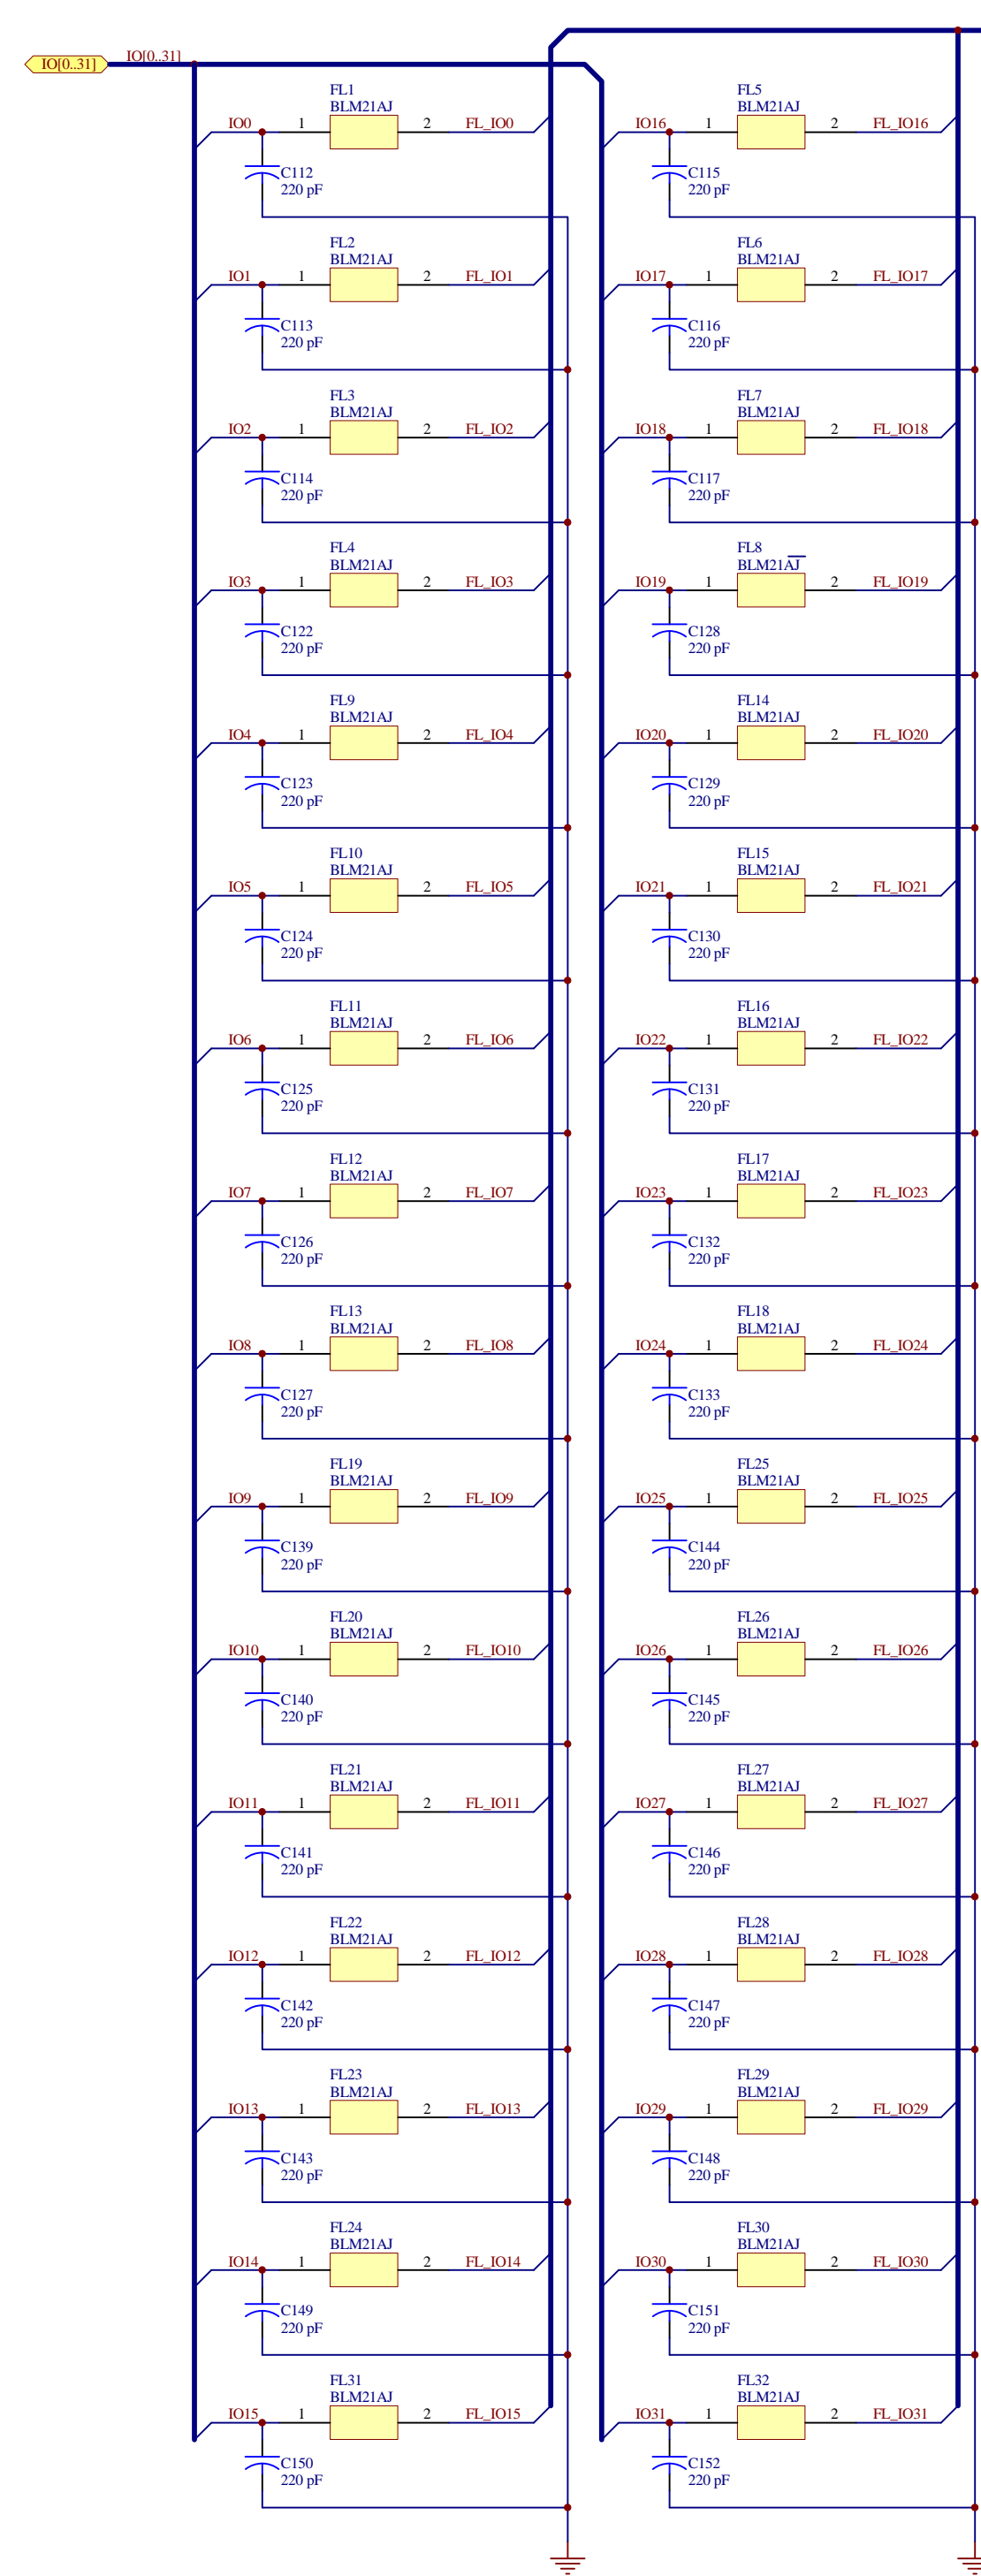 IO[0..31]
IO[0..31]
FL1
BLM21AJ
IO0 1 2 FL_IO0
C112
220 pF
FL2
BLM21AJ
IO1 1 2 FL_IO1
C113
220 pF
FL3
BLM21AJ
IO2 1 2 FL_IO2
C114
220 pF
FL4
BLM21AJ
IO3 1 2 FL_IO3
C122
220 pF
FL9
BLM21AJ
IO4 1 2 FL_IO4
C123
220 pF
FL10
BLM21AJ
IO5 1 2 FL_IO5
C124
220 pF
FL11
BLM21AJ
IO6 1 2 FL_IO6
C125
220 pF
FL12
BLM21AJ
IO7 1 2 FL_IO7
C126
220 pF
FL13
BLM21AJ
IO8 1 2 FL_IO8
C127
220 pF
FL19
BLM21AJ
IO9 1 2 FL_IO9
C139
220 pF
FL20
BLM21AJ
IO10 1 2 FL_IO10
C140
220 pF
FL21
BLM21AJ
IO11 1 2 FL_IO11
C141
220 pF
FL22
BLM21AJ
IO12 1 2 FL_IO12
C142
220 pF
FL23
BLM21AJ
IO13 1 2 FL_IO13
C143
220 pF
FL24
BLM21AJ
IO14 1 2 FL_IO14
C149
220 pF
FL31
BLM21AJ
IO15 1 2 FL_IO15
C150
220 pF
FL5
BLM21AJ
IO16 1 2 FL_IO16
C115
220 pF
FL6
BLM21AJ
IO17 1 2 FL_IO17
C116
220 pF
FL7
BLM21AJ
IO18 1 2 FL_IO18
C117
220 pF
FL8
BLM21AJ
IO19 1 2 FL_IO19
C128
220 pF
FL14
BLM21AJ
IO20 1 2 FL_IO20
C129
220 pF
FL15
BLM21AJ
IO21 1 2 FL_IO21
C130
220 pF
FL16
BLM21AJ
IO22 1 2 FL_IO22
C131
220 pF
FL17
BLM21AJ
IO23 1 2 FL_IO23
C132
220 pF
FL18
BLM21AJ
IO24 1 2 FL_IO24
C133
220 pF
FL25
BLM21AJ
IO25 1 2 FL_IO25
C144
220 pF
FL26
BLM21AJ
IO26 1 2 FL_IO26
C145
220 pF
FL27
BLM21AJ
IO27 1 2 FL_IO27
C146
220 pF
FL28
BLM21AJ
IO28 1 2 FL_IO28
C147
220 pF
FL29
BLM21AJ
IO29 1 2 FL_IO29
C148
220 pF
FL30
BLM21AJ
IO30 1 2 FL_IO30
C151
220 pF
FL32
BLM21AJ
IO31 1 2 FL_IO31
C152
220 pF